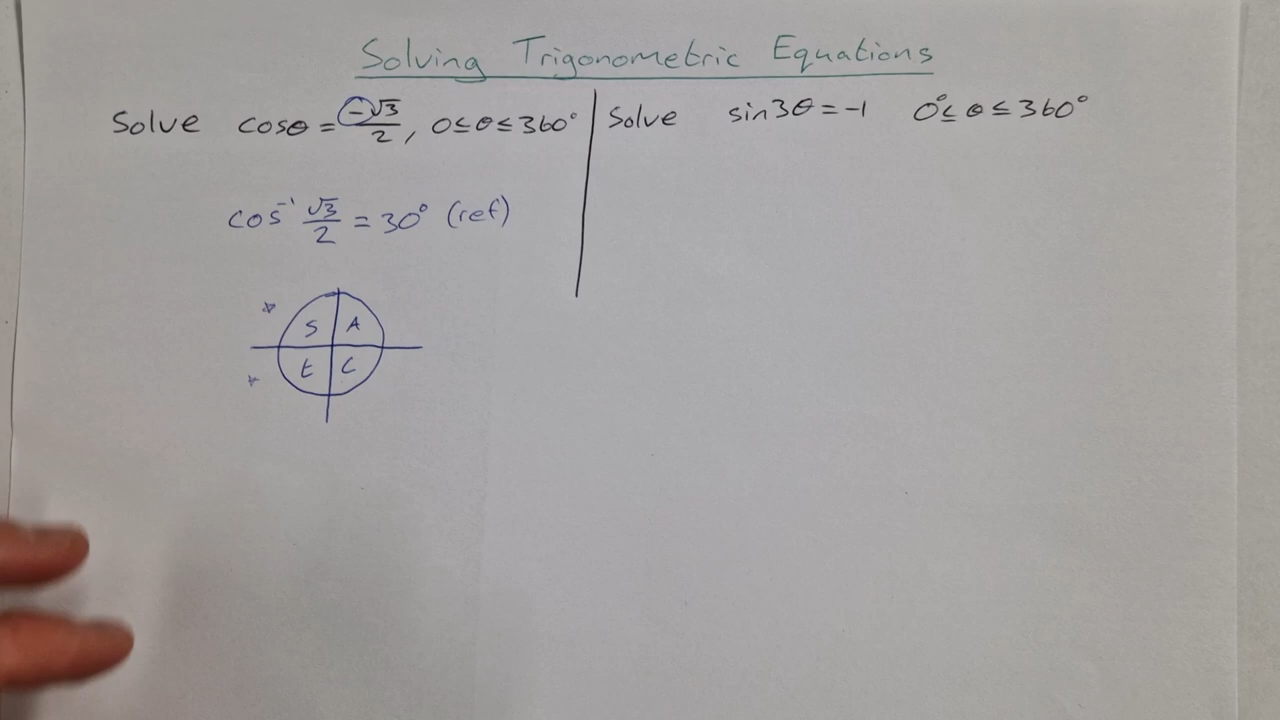 Solving Trigonometric Equations
Solve cosθ = -√3/2, 0≤θ≤360°
cos⁻¹ √3/2 = 30° (ref)
S A
t C
Solve sin3θ = -1 0°≤ θ ≤ 360°